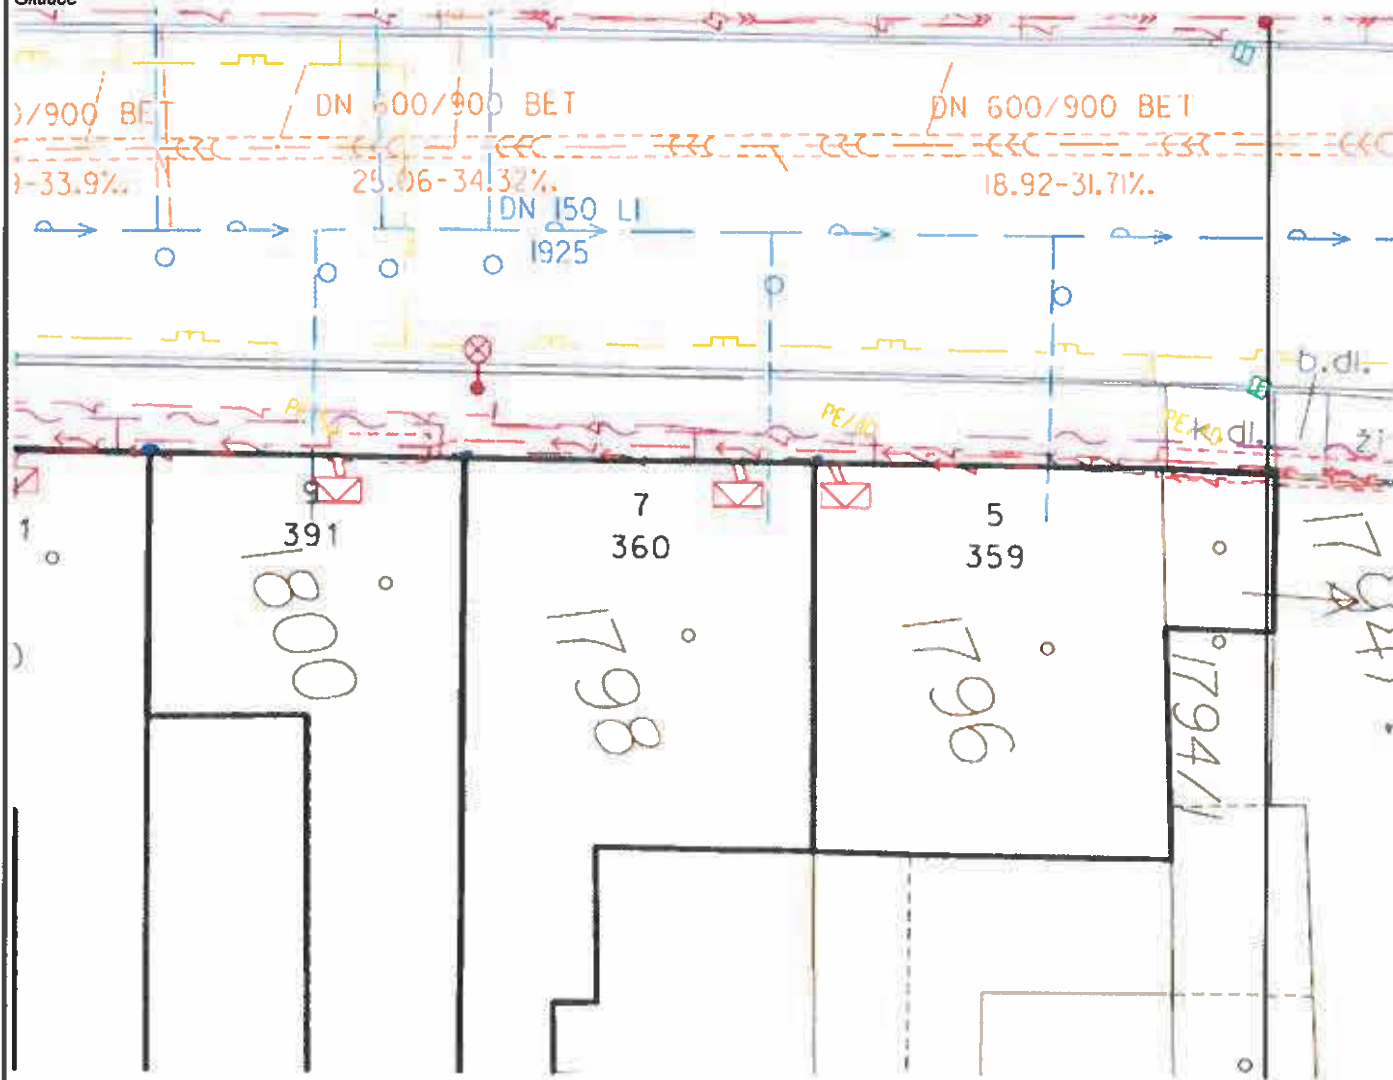 DN 600/900 BET
DN 600/900 BET
/900 BET
-33.9%.
25.06-34.32%.
18.92-31.71%.
DN 150 LI
1925
b.dl.
PE/40
dl.
9
391
7
360
5
359
1
1800
1798
1796
1794/1